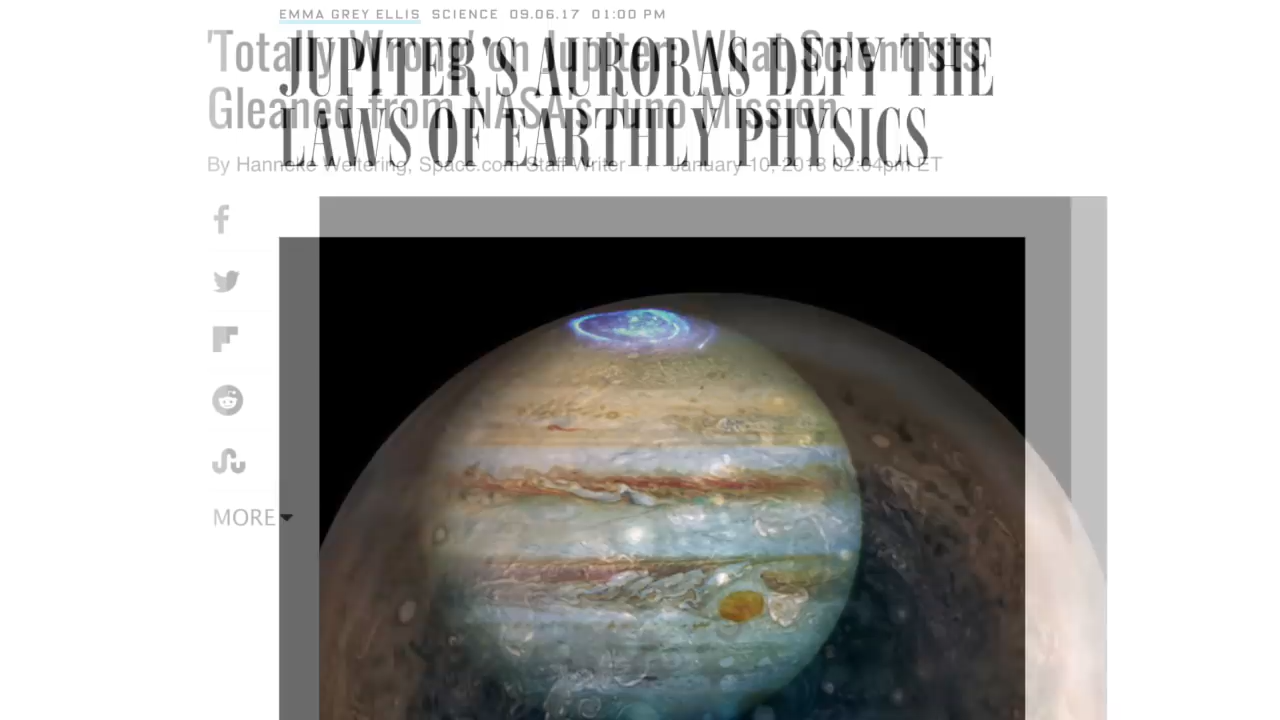 EMMA GREY ELLIS SCIENCE 09.06.17 01:00 PM
'Totally Wrong' on Jupiter: What Scientists
JUPITER'S AURORAS DEFY THE
Gleaned from NASA's Juno Mission
LAWS OF EARTHLY PHYSICS
By Hanneke Weitering, Space.com Staff Writer | January 10, 2018 02:04pm ET
MORE